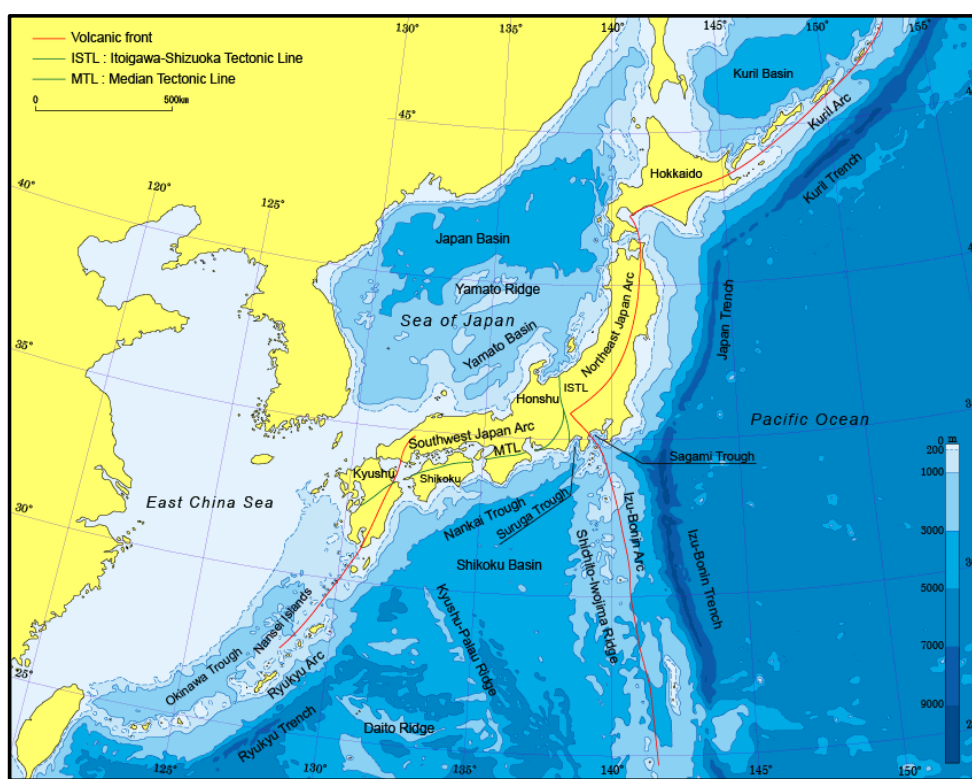 Volcanic front
ISTL : Itoigawa-Shizuoka Tectonic Line
MTL : Median Tectonic Line
0 500km
130°
135°
140°
145°
150°
155°
45°
40°
120°
125°
35°
30°
25°
Kuril Basin
Kuril Arc
Kuril Trench
Hokkaido
Japan Basin
Yamato Ridge
Sea of Japan
Yamato Basin
Northeast Japan Arc
Japan Trench
ISTL
Honshu
Pacific Ocean
Southwest Japan Arc
MTL
Sagami Trough
Kyushu
Shikoku
East China Sea
Nankai Trough
Suruga Trough
Izu-Bonin Arc
Izu-Bonin Trench
Shikoku Basin
Shichito-Iwojima Ridge
Kyushu-Palau Ridge
Nansei Islands
Okinawa Trough
Ryukyu Arc
Ryukyu Trench
Daito Ridge
0 m
200
1000
3000
5000
7000
9000
125°
130°
135°
140°
145°
150°